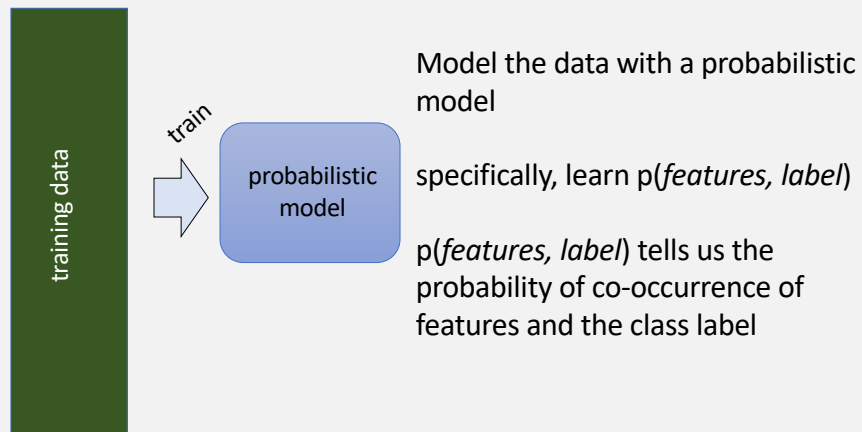 training data
train
probabilistic
model
Model the data with a probabilistic
model
specifically, learn p(features, label)
p(features, label) tells us the
probability of co-occurrence of
features and the class label